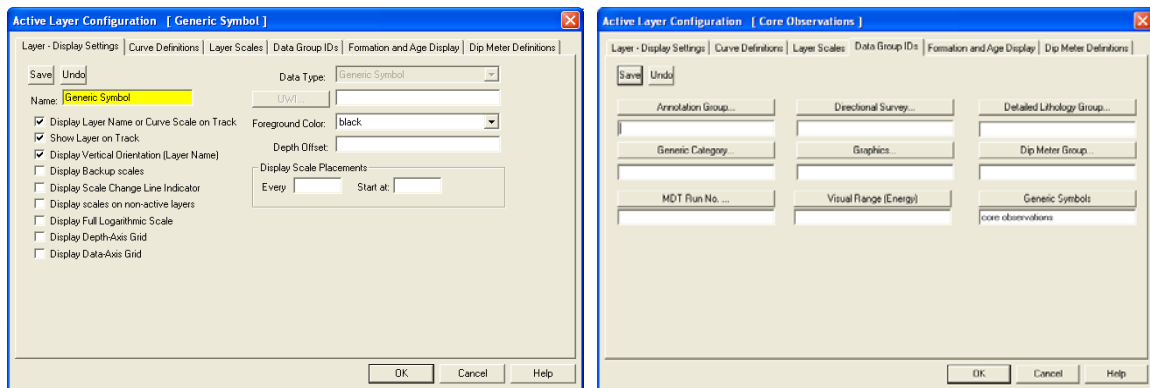 Active Layer Configuration [ Generic Symbol ]
Layer - Display Settings Curve Definitions Layer Scales Data Group IDs Formation and Age Display Dip Meter Definitions
Save Undo
Data Type: Generic Symbol
Name: Generic Symbol
UWI...
Display Layer Name or Curve Scale on Track
Foreground Color: black
Show Layer on Track
Depth Offset:
Display Vertical Orientation (Layer Name)
Display Backup scales
Display Scale Placements
Display Scale Change Line Indicator
Every Start at:
Display scales on non-active layers
Display Full Logarithmic Scale
Display Depth-Axis Grid
Display Data-Axis Grid
OK Cancel Help
Active Layer Configuration [ Core Observations ]
Layer - Display Settings Curve Definitions Layer Scales Data Group IDs Formation and Age Display Dip Meter Definitions
Save Undo
Annotation Group... Directional Survey... Detailed Lithology Group...
Generic Category... Graphics... Dip Meter Group...
MDT Run No. ... Visual Range (Energy) Generic Symbols
core observations
OK Cancel Help